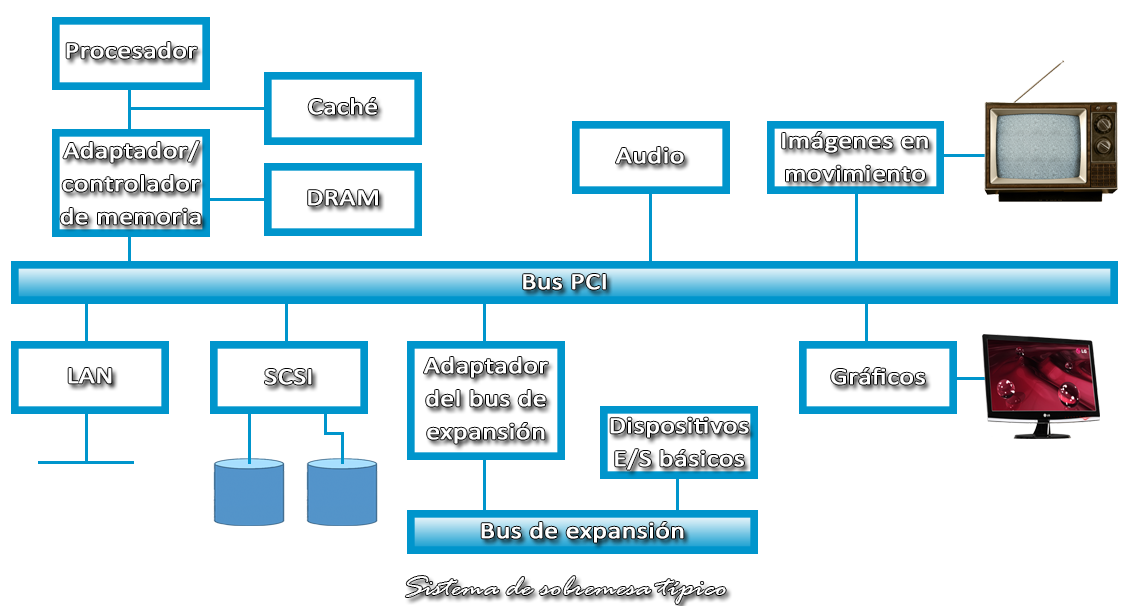 Procesador
Caché
Adaptador/
controlador
de memoria
DRAM
Audio
Imágenes en
movimiento
Bus PCI
LAN
SCSI
Adaptador
del bus de
expansión
Dispositivos
E/S básicos
Gráficos
LG
Bus de expansión
Sistema de sobremesa típico